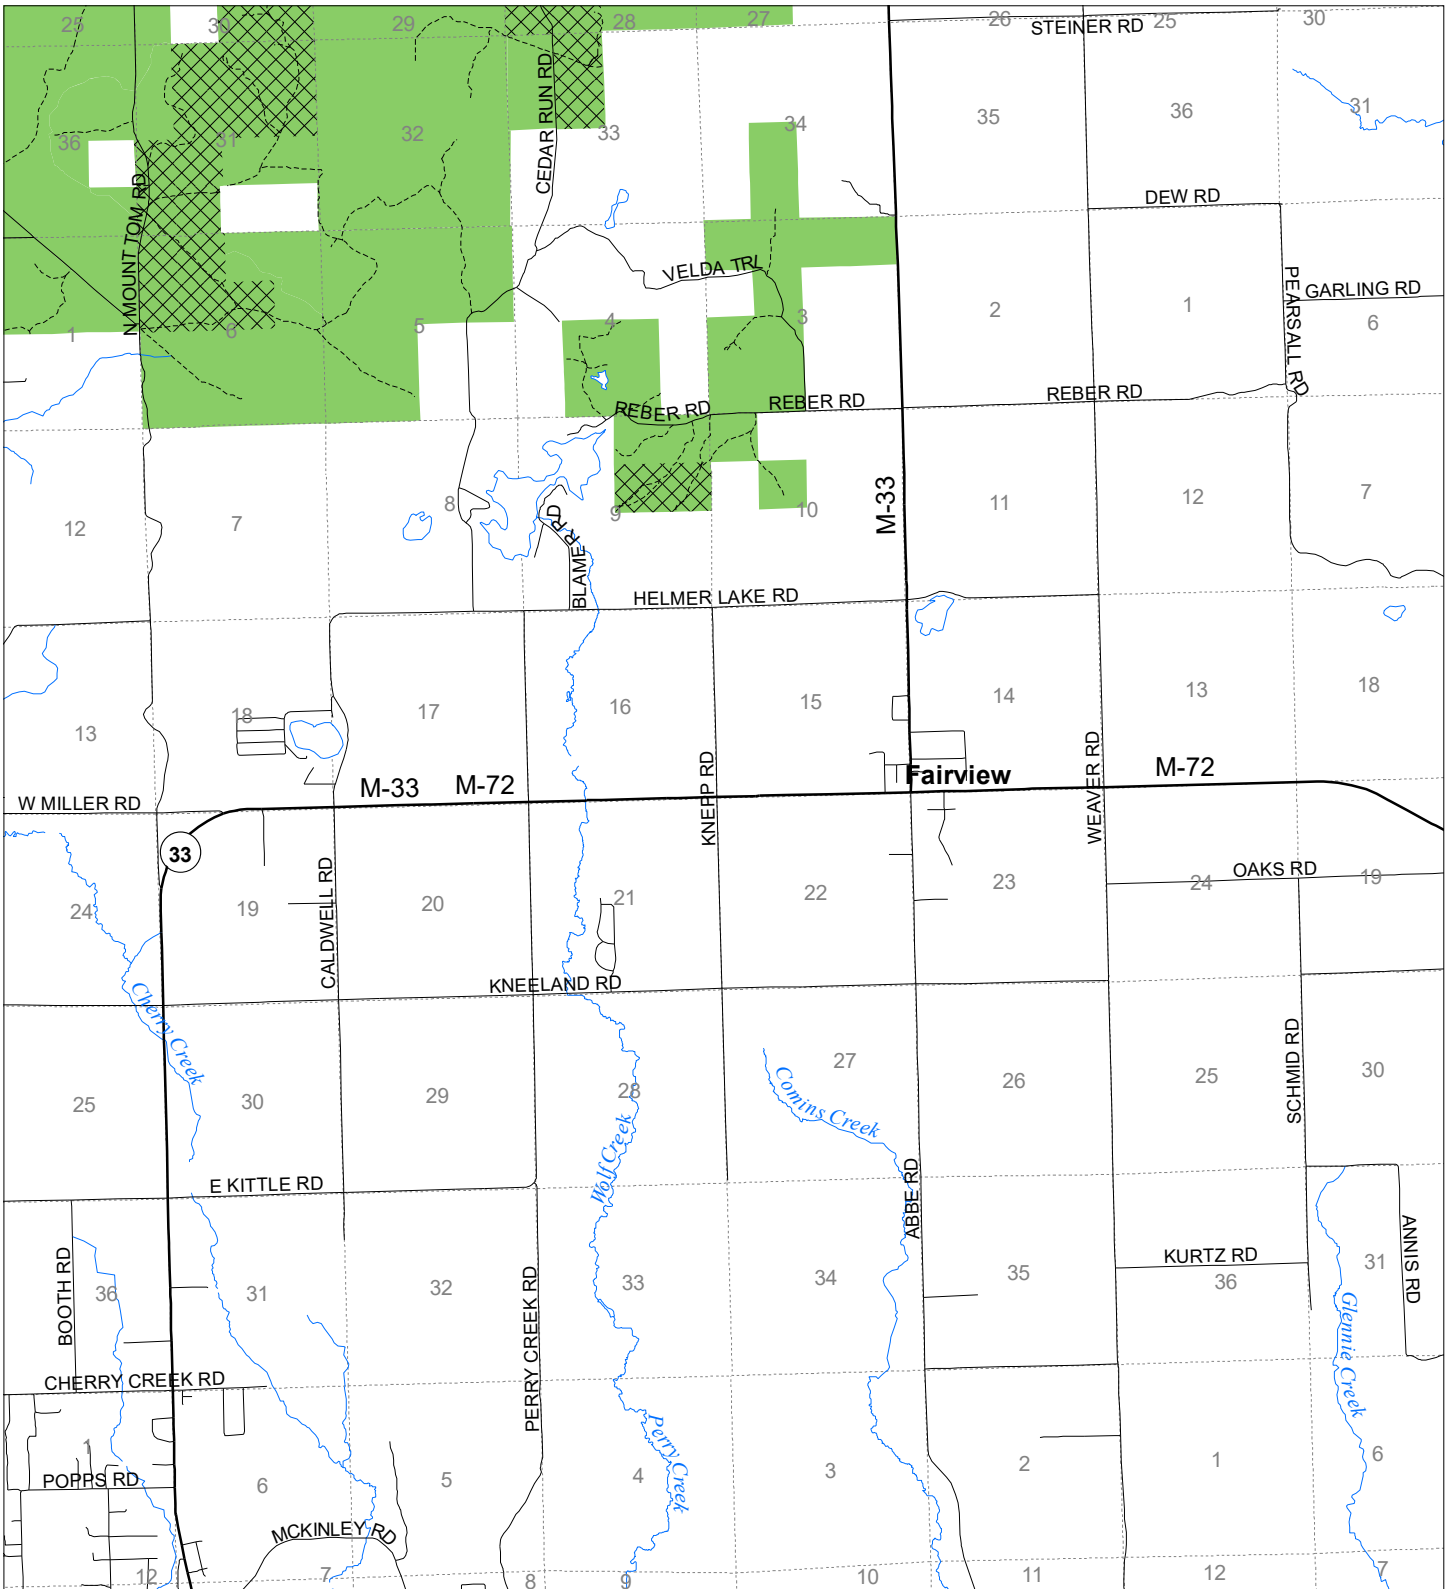 25
30
29
28
27
26
25
30
STEINER RD
36
31
32
CEDAR RUN RD
33
34
35
36
31
DEW RD
N MOUNT TOM RD
VELDA TRL
PEARSALL RD
GARLING RD
1
6
5
4
3
2
1
6
REBER RD
REBER RD
REBER RD
12
7
8
9
10
M-33
11
12
7
BLAMER RD
HELMER LAKE RD
13
18
17
16
15
14
13
18
W MILLER RD
M-33
M-72
KNEPP RD
Fairview
WEAVER RD
M-72
33
24
19
CALDWELL RD
20
21
22
23
24
OAKS RD
19
KNEELAND RD
Cherry Creek
25
30
29
28
27
Comins Creek
26
25
SCHMID RD
30
Wolf Creek
E KITTLE RD
ABBE RD
BOOTH RD
36
31
32
PERRY CREEK RD
33
34
35
KURTZ RD
36
31
ANNIS RD
Glennie Creek
CHERRY CREEK RD
1
POPPS RD
6
5
4
Perry Creek
3
2
1
6
MCKINLEY RD
12
7
8
9
10
11
12
7